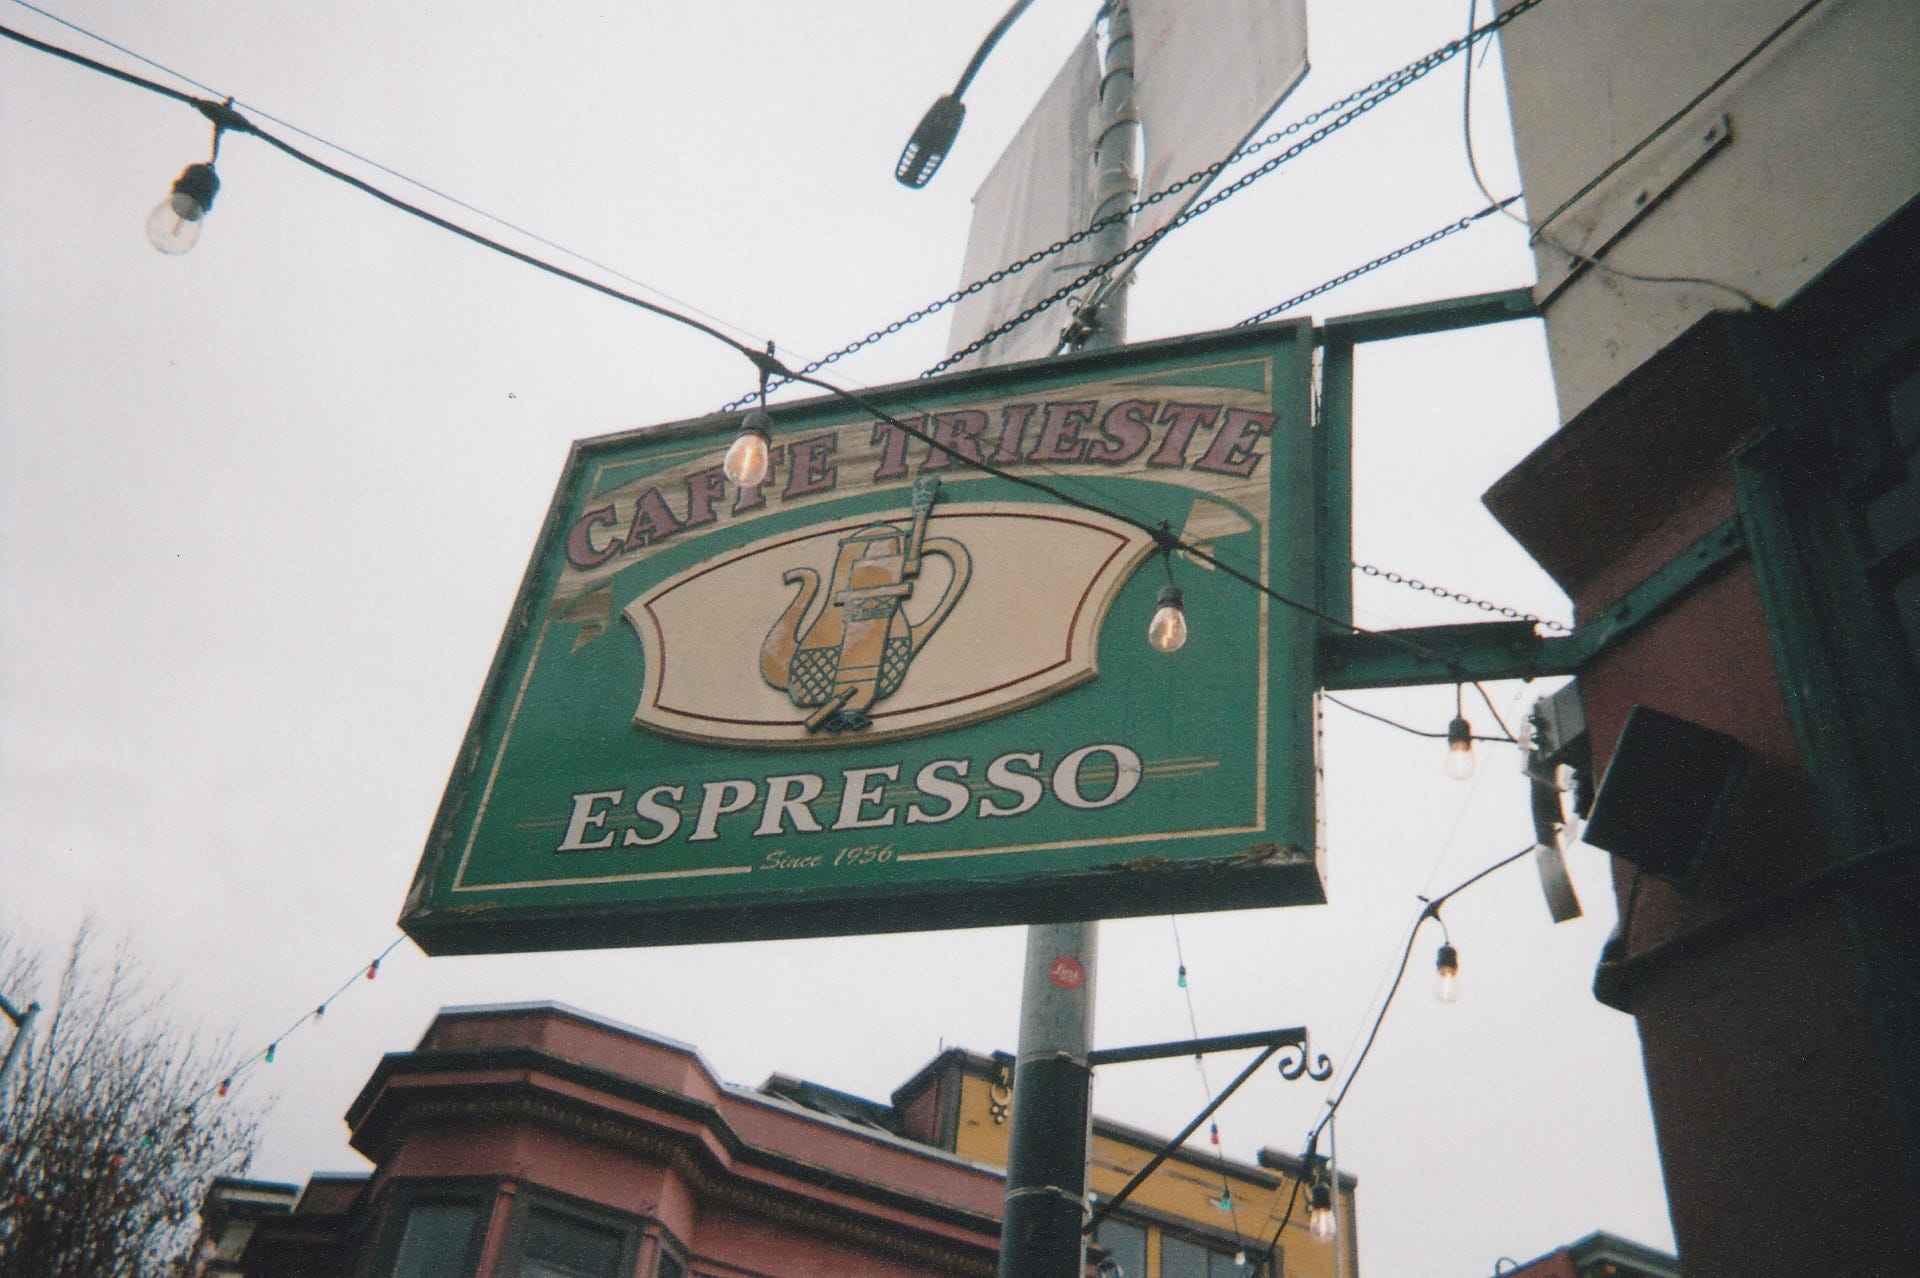 CAFFE TRIESTE
ESPRESSO
Since 1956